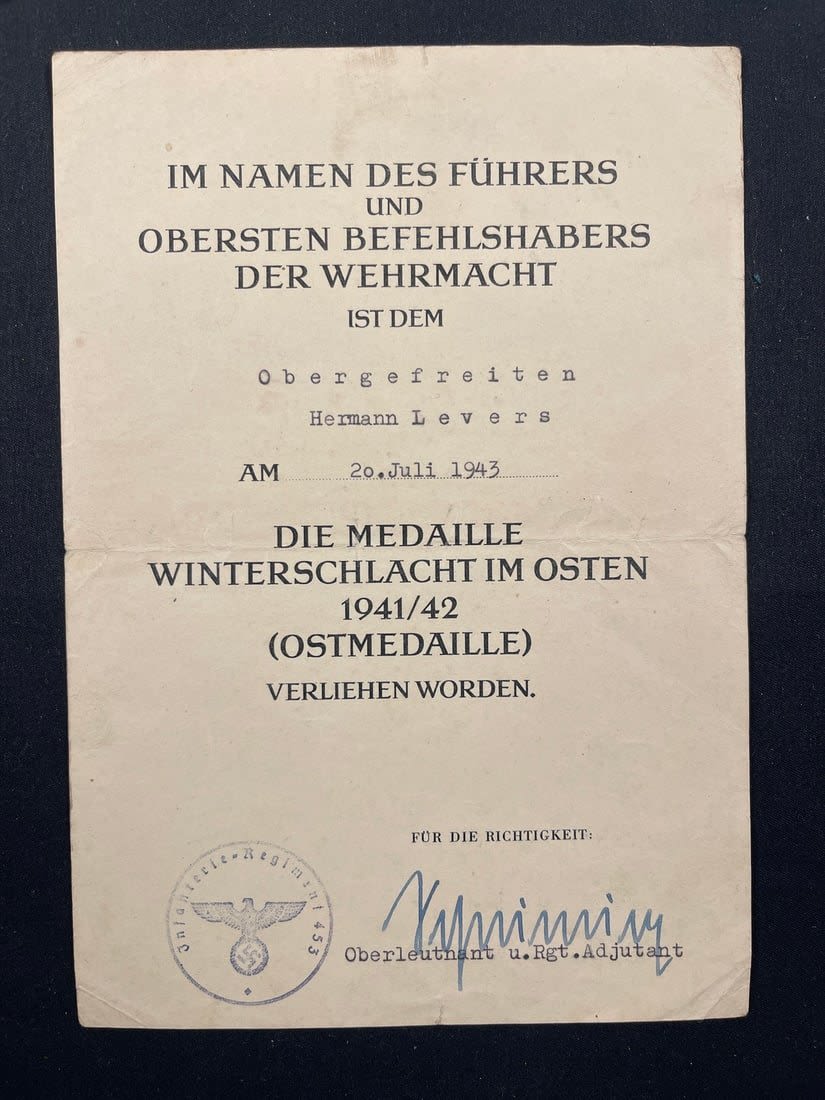 IM NAMEN DES FÜHRERS
UND
OBERSTEN BEFEHLSHABERS
DER WEHRMACHT
IST DEM
Obergefreiten
Hermann Levers
AM 2o.Juli 1943
DIE MEDAILLE
WINTERSCHLACHT IM OSTEN
1941/42
(OSTMEDAILLE)
VERLIEHEN WORDEN.
FÜR DIE RICHTIGKEIT:
Infanterie-Regiment 453
Oberleutnant u.Rgt.Adjutant